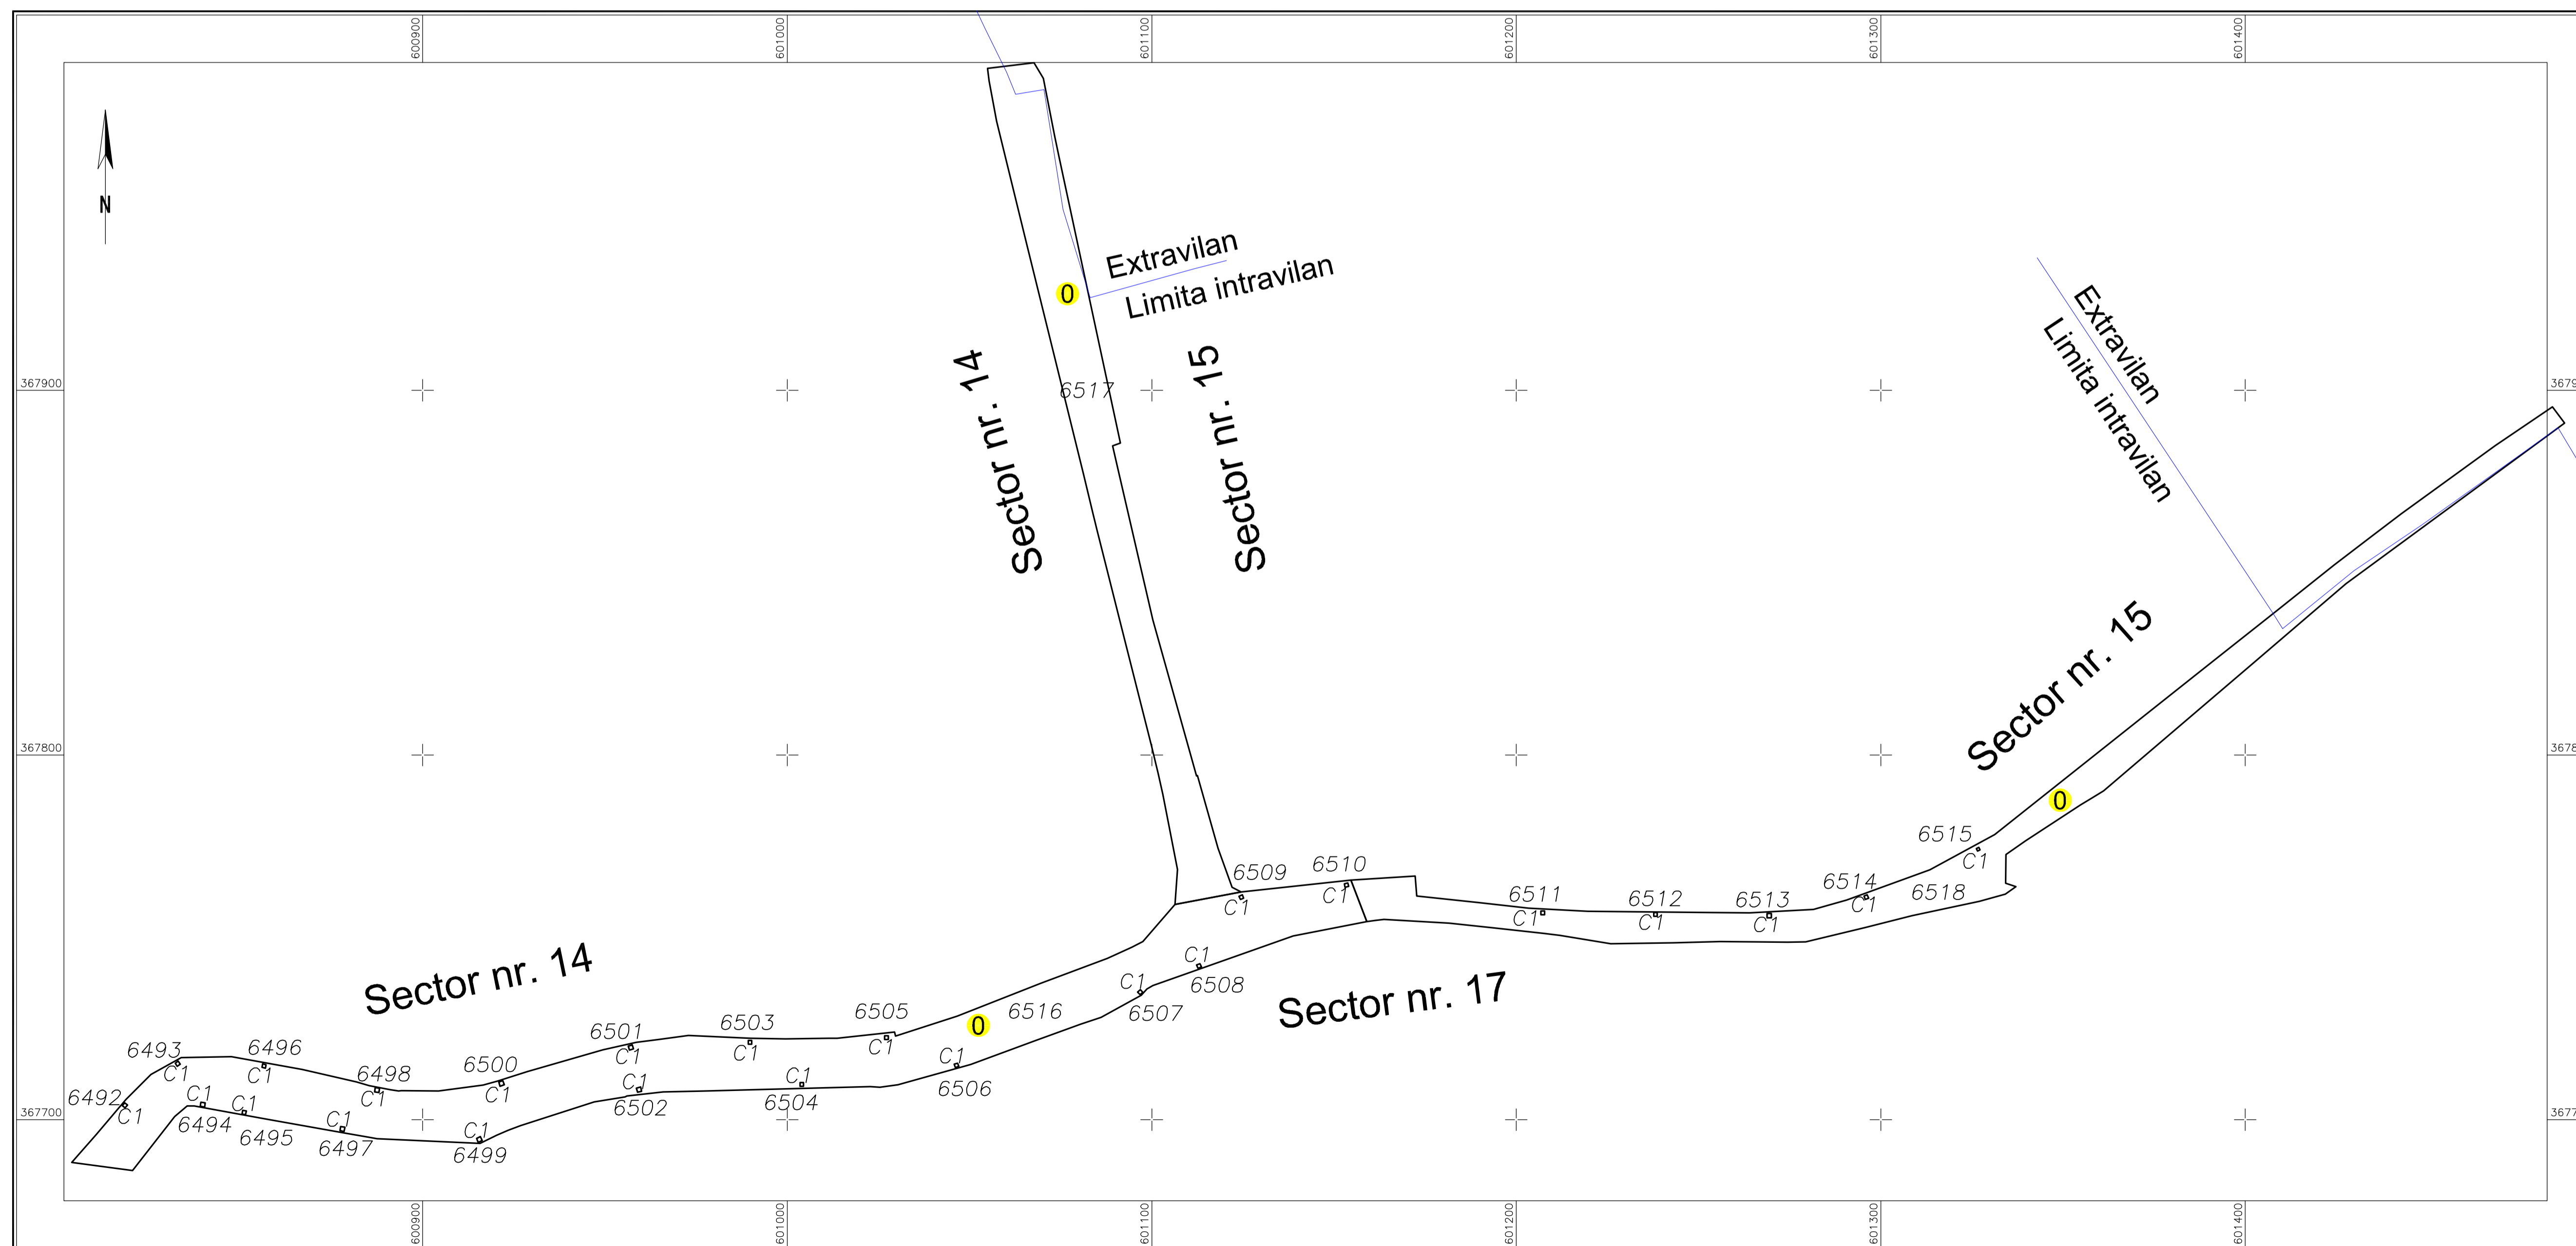 600900
601000
601100
601200
601300
601400
N
Extravilan
Limita intravilan
0
Extravilan
Limita intravilan
Sector nr. 14
Sector nr. 15
367900
6517
3679
Sector nr. 15
367800
3678
0
6515
C1
6509
6510
C1
C1
6511
6512
6513
6514
6518
C1
C1
C1
C1
Sector nr. 14
C1
C1
6508
6507
Sector nr. 17
6501
6503
6505
6516
0
C1
C1
C1
C1
6506
6493
6496
6498
6500
C1
C1
C1
C1
C1
C1
6502
6504
6492
C1
C1
C1
367700
3677
6494
6495
C1
6497
C1
6499
600900
601000
601100
601200
601300
601400